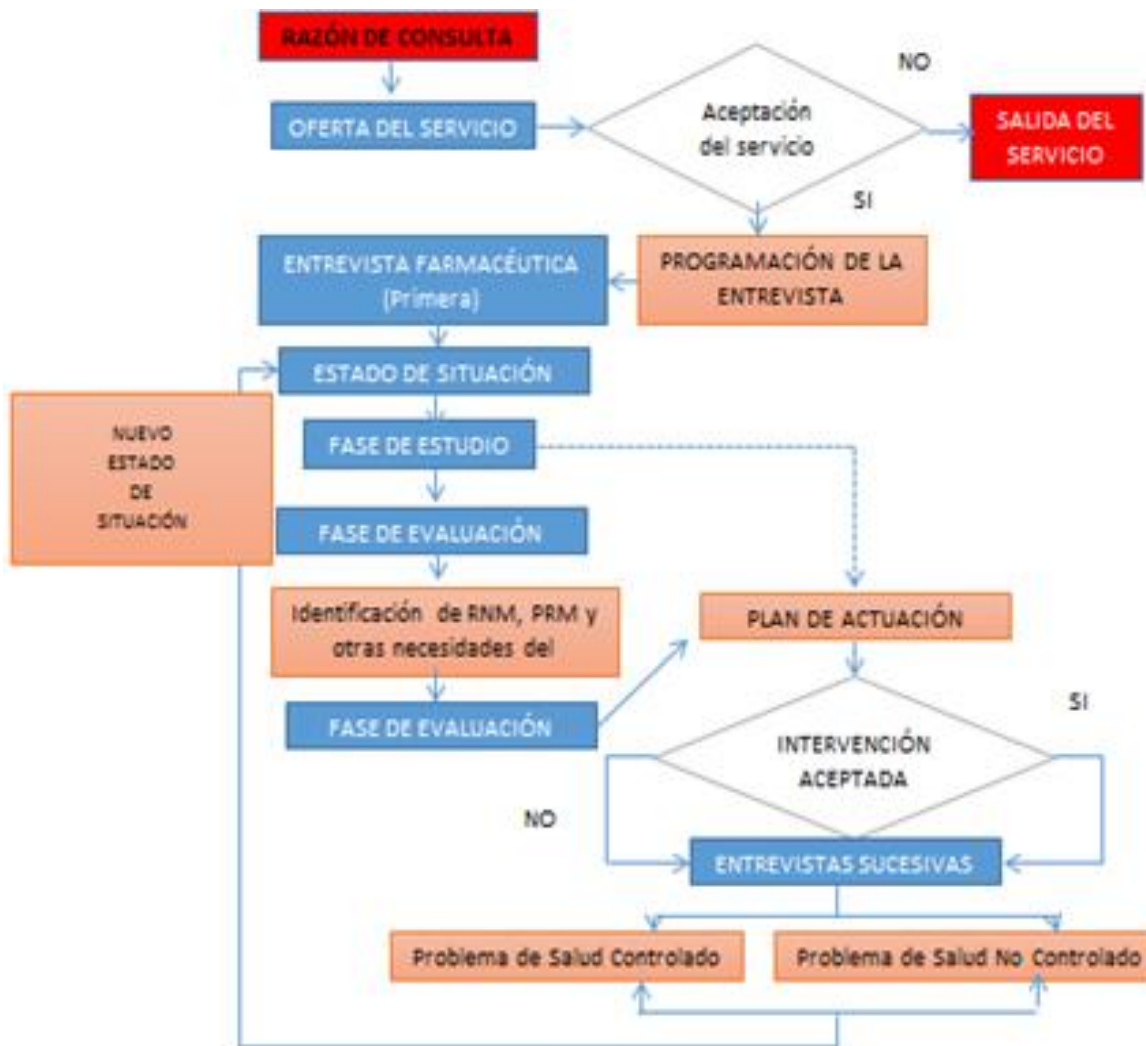 RAZÓN DE CONSULTA
OFERTA DEL SERVICIO
Aceptación
del servicio
NO
SALIDA DEL
SERVICIO
SI
PROGRAMACIÓN DE LA
ENTREVISTA
ENTREVISTA FARMACÉUTICA
(Primera)
ESTADO DE SITUACIÓN
NUEVO
ESTADO
DE
SITUACIÓN
FASE DE ESTUDIO
FASE DE EVALUACIÓN
Identificación de RNM, PRM y
otras necesidades del
FASE DE EVALUACIÓN
PLAN DE ACTUACIÓN
INTERVENCIÓN
ACEPTADA
SI
NO
ENTREVISTAS SUCESIVAS
Problema de Salud Controlado
Problema de Salud No Controlado